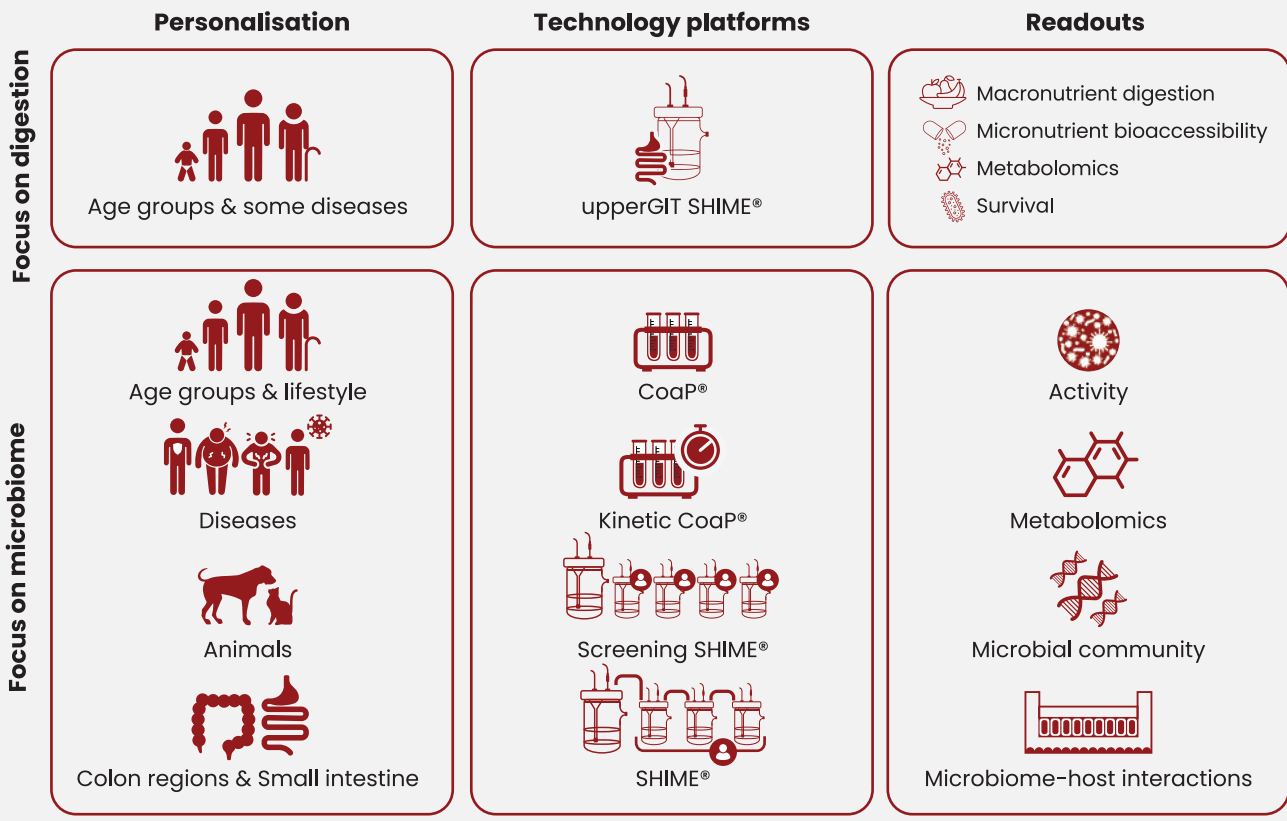 Personalisation
Technology platforms
Readouts
Focus on digestion
Age groups & some diseases
upperGIT SHIME®
Macronutrient digestion
Micronutrient bioaccessibility
Metabolomics
Survival
Focus on microbiome
Age groups & lifestyle
Diseases
Animals
Colon regions & Small intestine
CoaP®
Kinetic CoaP®
Screening SHIME®
SHIME®
Activity
Metabolomics
Microbial community
Microbiome-host interactions